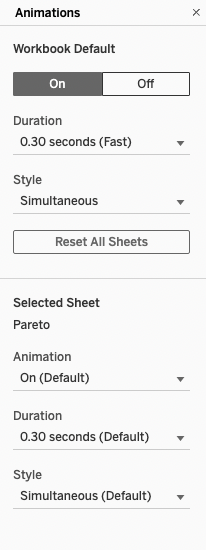 Animations ×
Workbook Default
On Off
Duration
0.30 seconds (Fast)
Style
Simultaneous
Reset All Sheets
Selected Sheet
Pareto
Animation
On (Default)
Duration
0.30 seconds (Default)
Style
Simultaneous (Default)